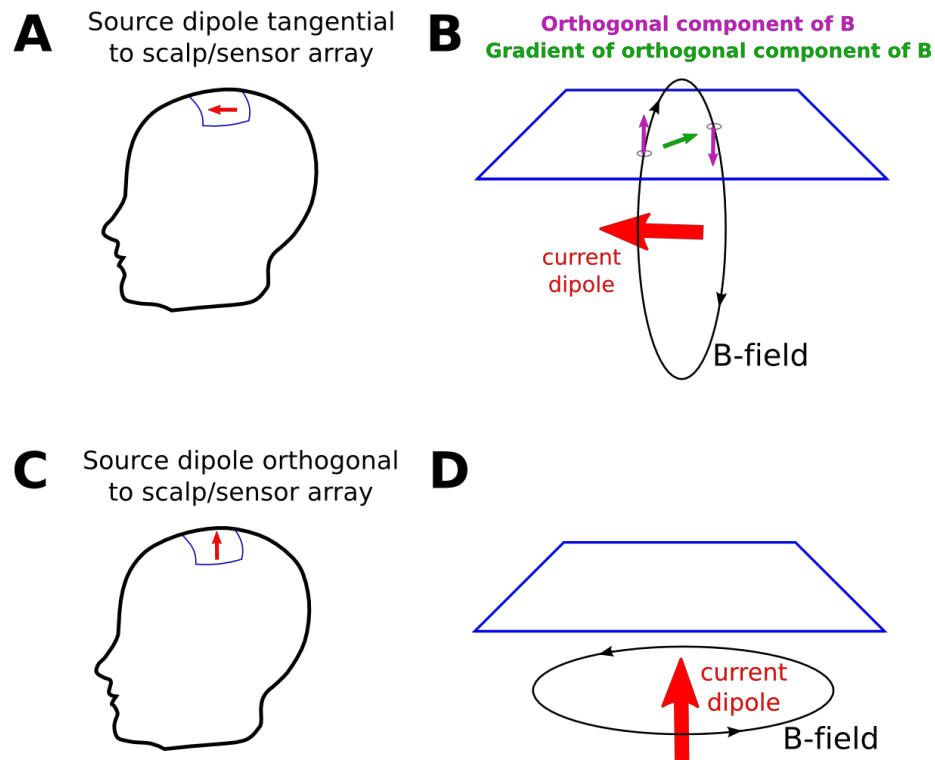 A
Source dipole tangential
to scalp/sensor array
B
Orthogonal component of B
Gradient of orthogonal component of B
current
dipole
B-field
C
Source dipole orthogonal
to scalp/sensor array
D
current
dipole
B-field